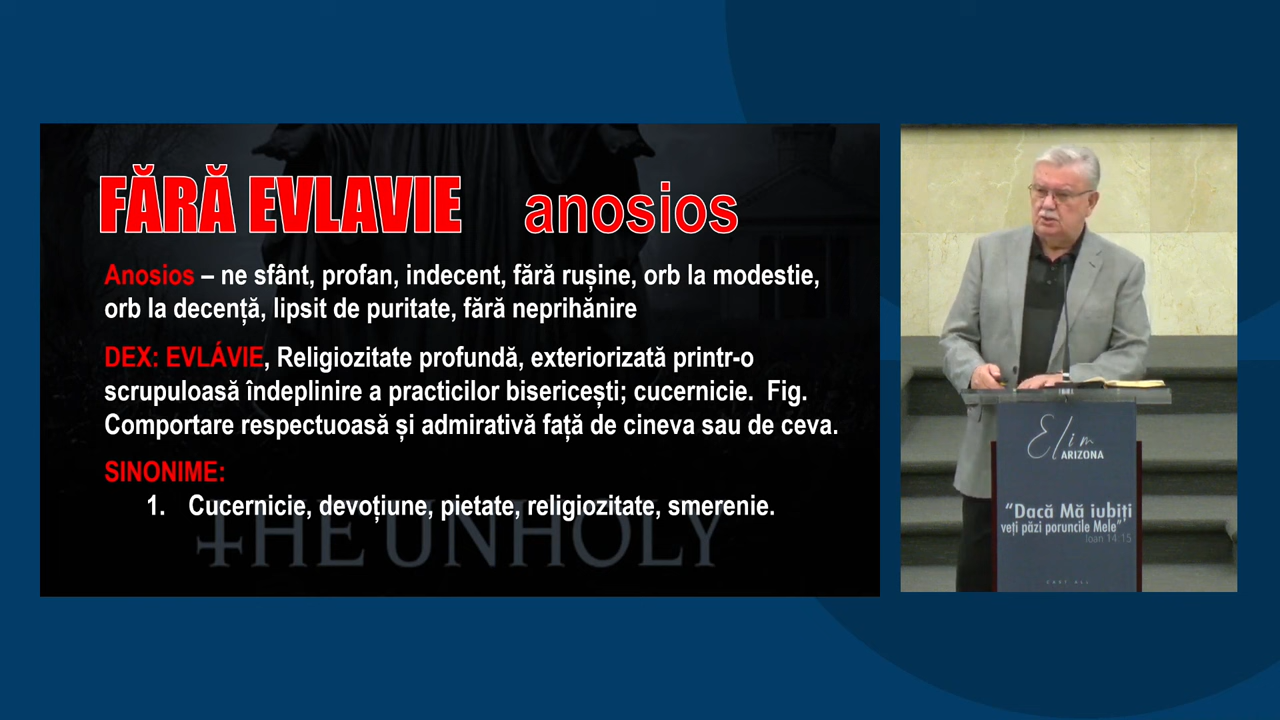 FĂRĂ EVLAVIE anosios
Anosios – ne sfânt, profan, indecent, fără rușine, orb la modestie,
orb la decență, lipsit de puritate, fără neprihănire
DEX: EVLÁVIE, Religiozitate profundă, exteriorizată printr-o
scrupuloasă îndeplinire a practicilor bisericești; cucernicie. Fig.
Comportare respectuoasă și admirativă față de cineva sau de ceva.
SINONIME:
1. Cucernicie, devoțiune, pietate, religiozitate, smerenie.
THE UNHOLY
Elim
ARIZONA
“Dacă Mă iubiți
veți păzi poruncile Mele”
Ioan 14:15